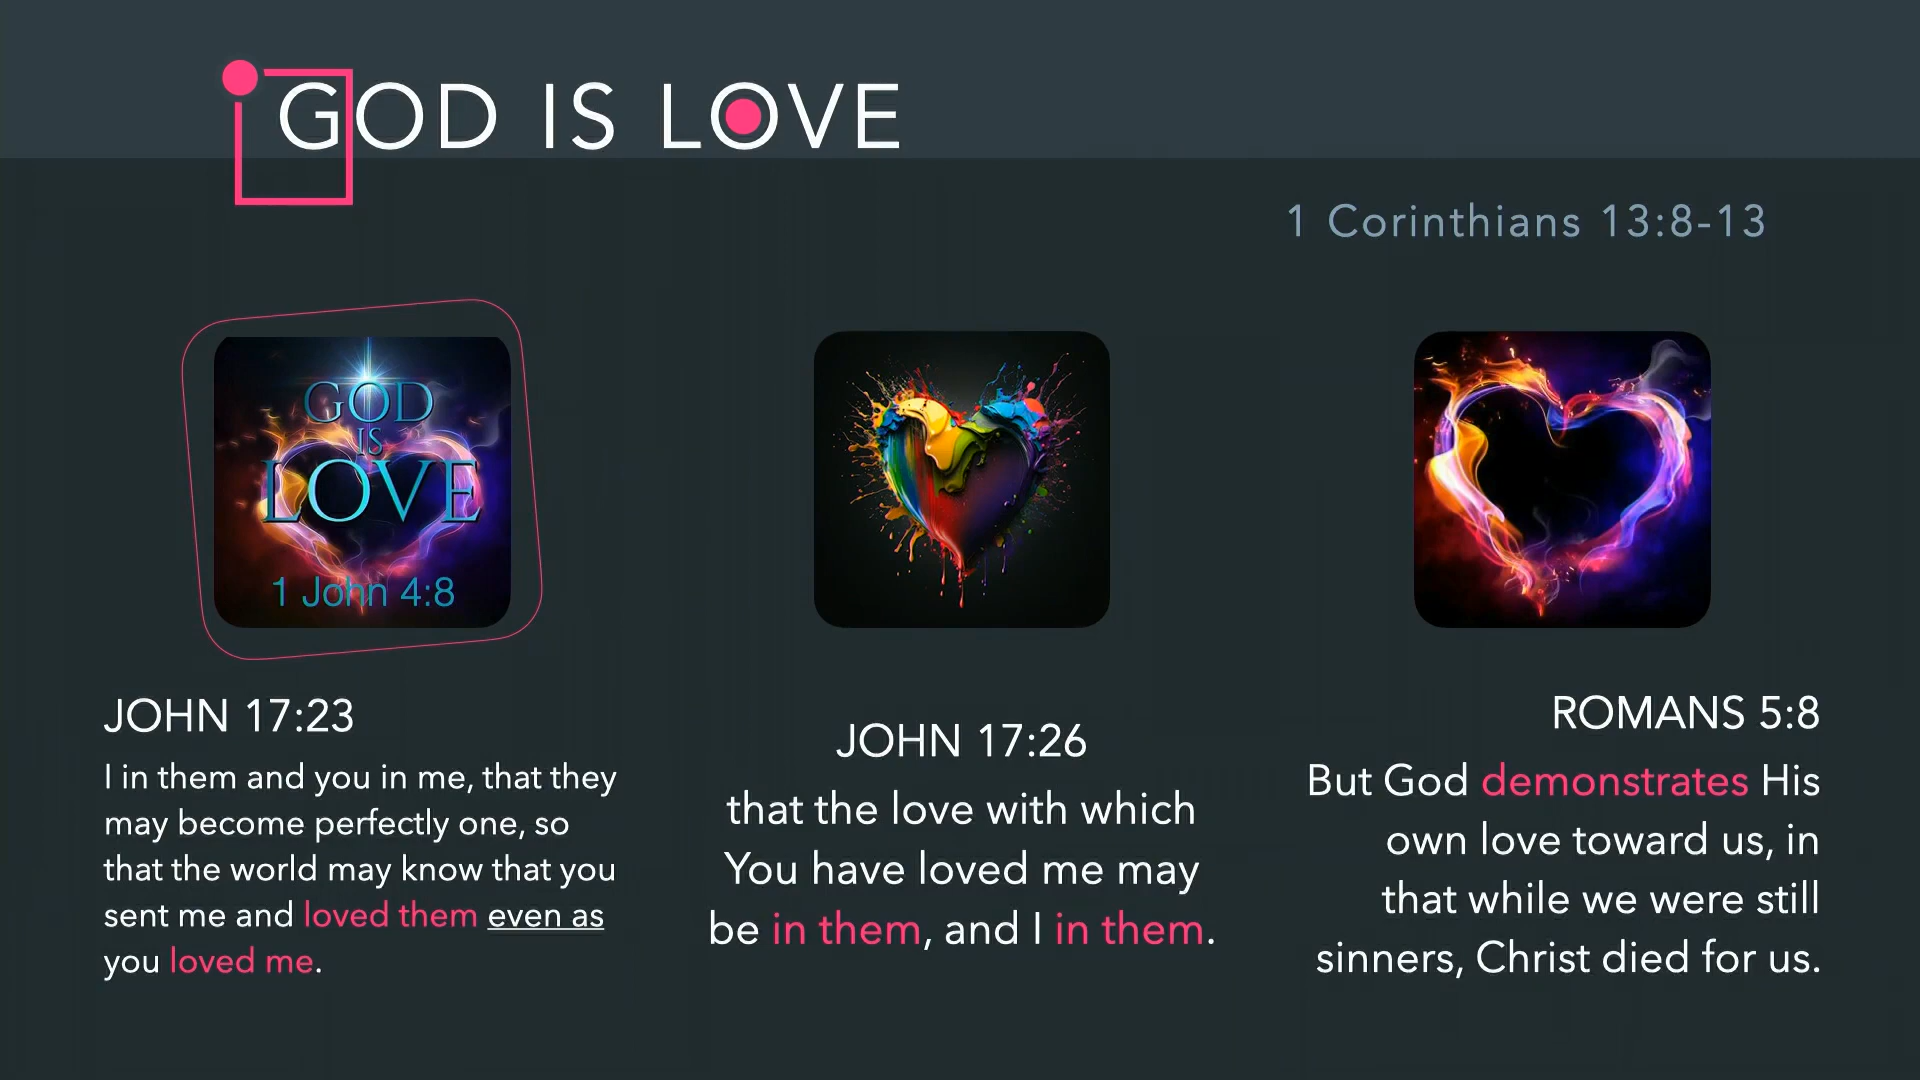 GOD IS LOVE
1 Corinthians 13:8-13
GOD
IS
LOVE
1 John 4:8
JOHN 17:23
I in them and you in me, that they
may become perfectly one, so
that the world may know that you
sent me and loved them even as
you loved me.
JOHN 17:26
that the love with which
You have loved me may
be in them, and I in them.
ROMANS 5:8
But God demonstrates His
own love toward us, in
that while we were still
sinners, Christ died for us.